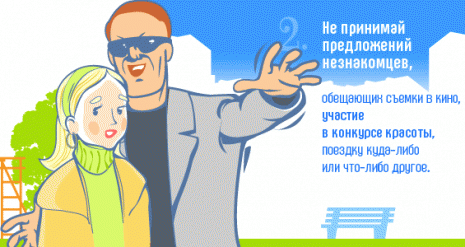 2. Не принимай
предложений
незнакомцев,
обещающих съемки в кино,
участие
в конкурсе красоты,
поездку куда-либо
или что-либо другое.